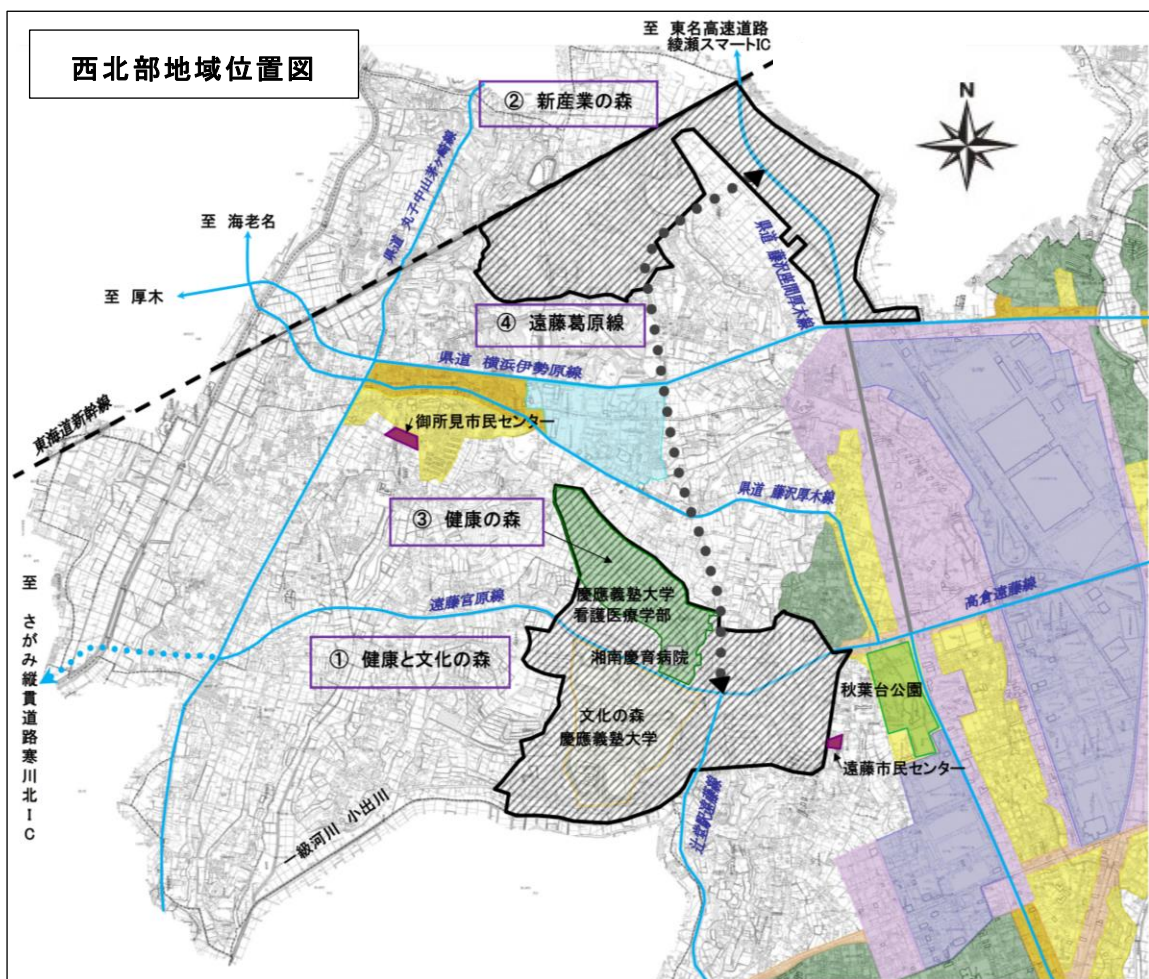 西北部地域位置図
至 東名高速道路
綾瀬スマートIC
N
② 新産業の森
県道 丸子中山茅ヶ崎線
至 海老名
至 厚木
県道 藤沢座間厚木線
④ 遠藤葛原線
県道 横浜伊勢原線
東海道新幹線
御所見市民センター
県道 藤沢厚木線
③ 健康の森
高倉遠藤線
至 さがみ縦貫道路寒川北IC
遠藤宮原線
慶應義塾大学
看護医療学部
① 健康と文化の森
湘南慶育病院
秋葉台公園
文化の森
慶應義塾大学
遠藤市民センター
辻堂駅遠藤線
一級河川 小出川